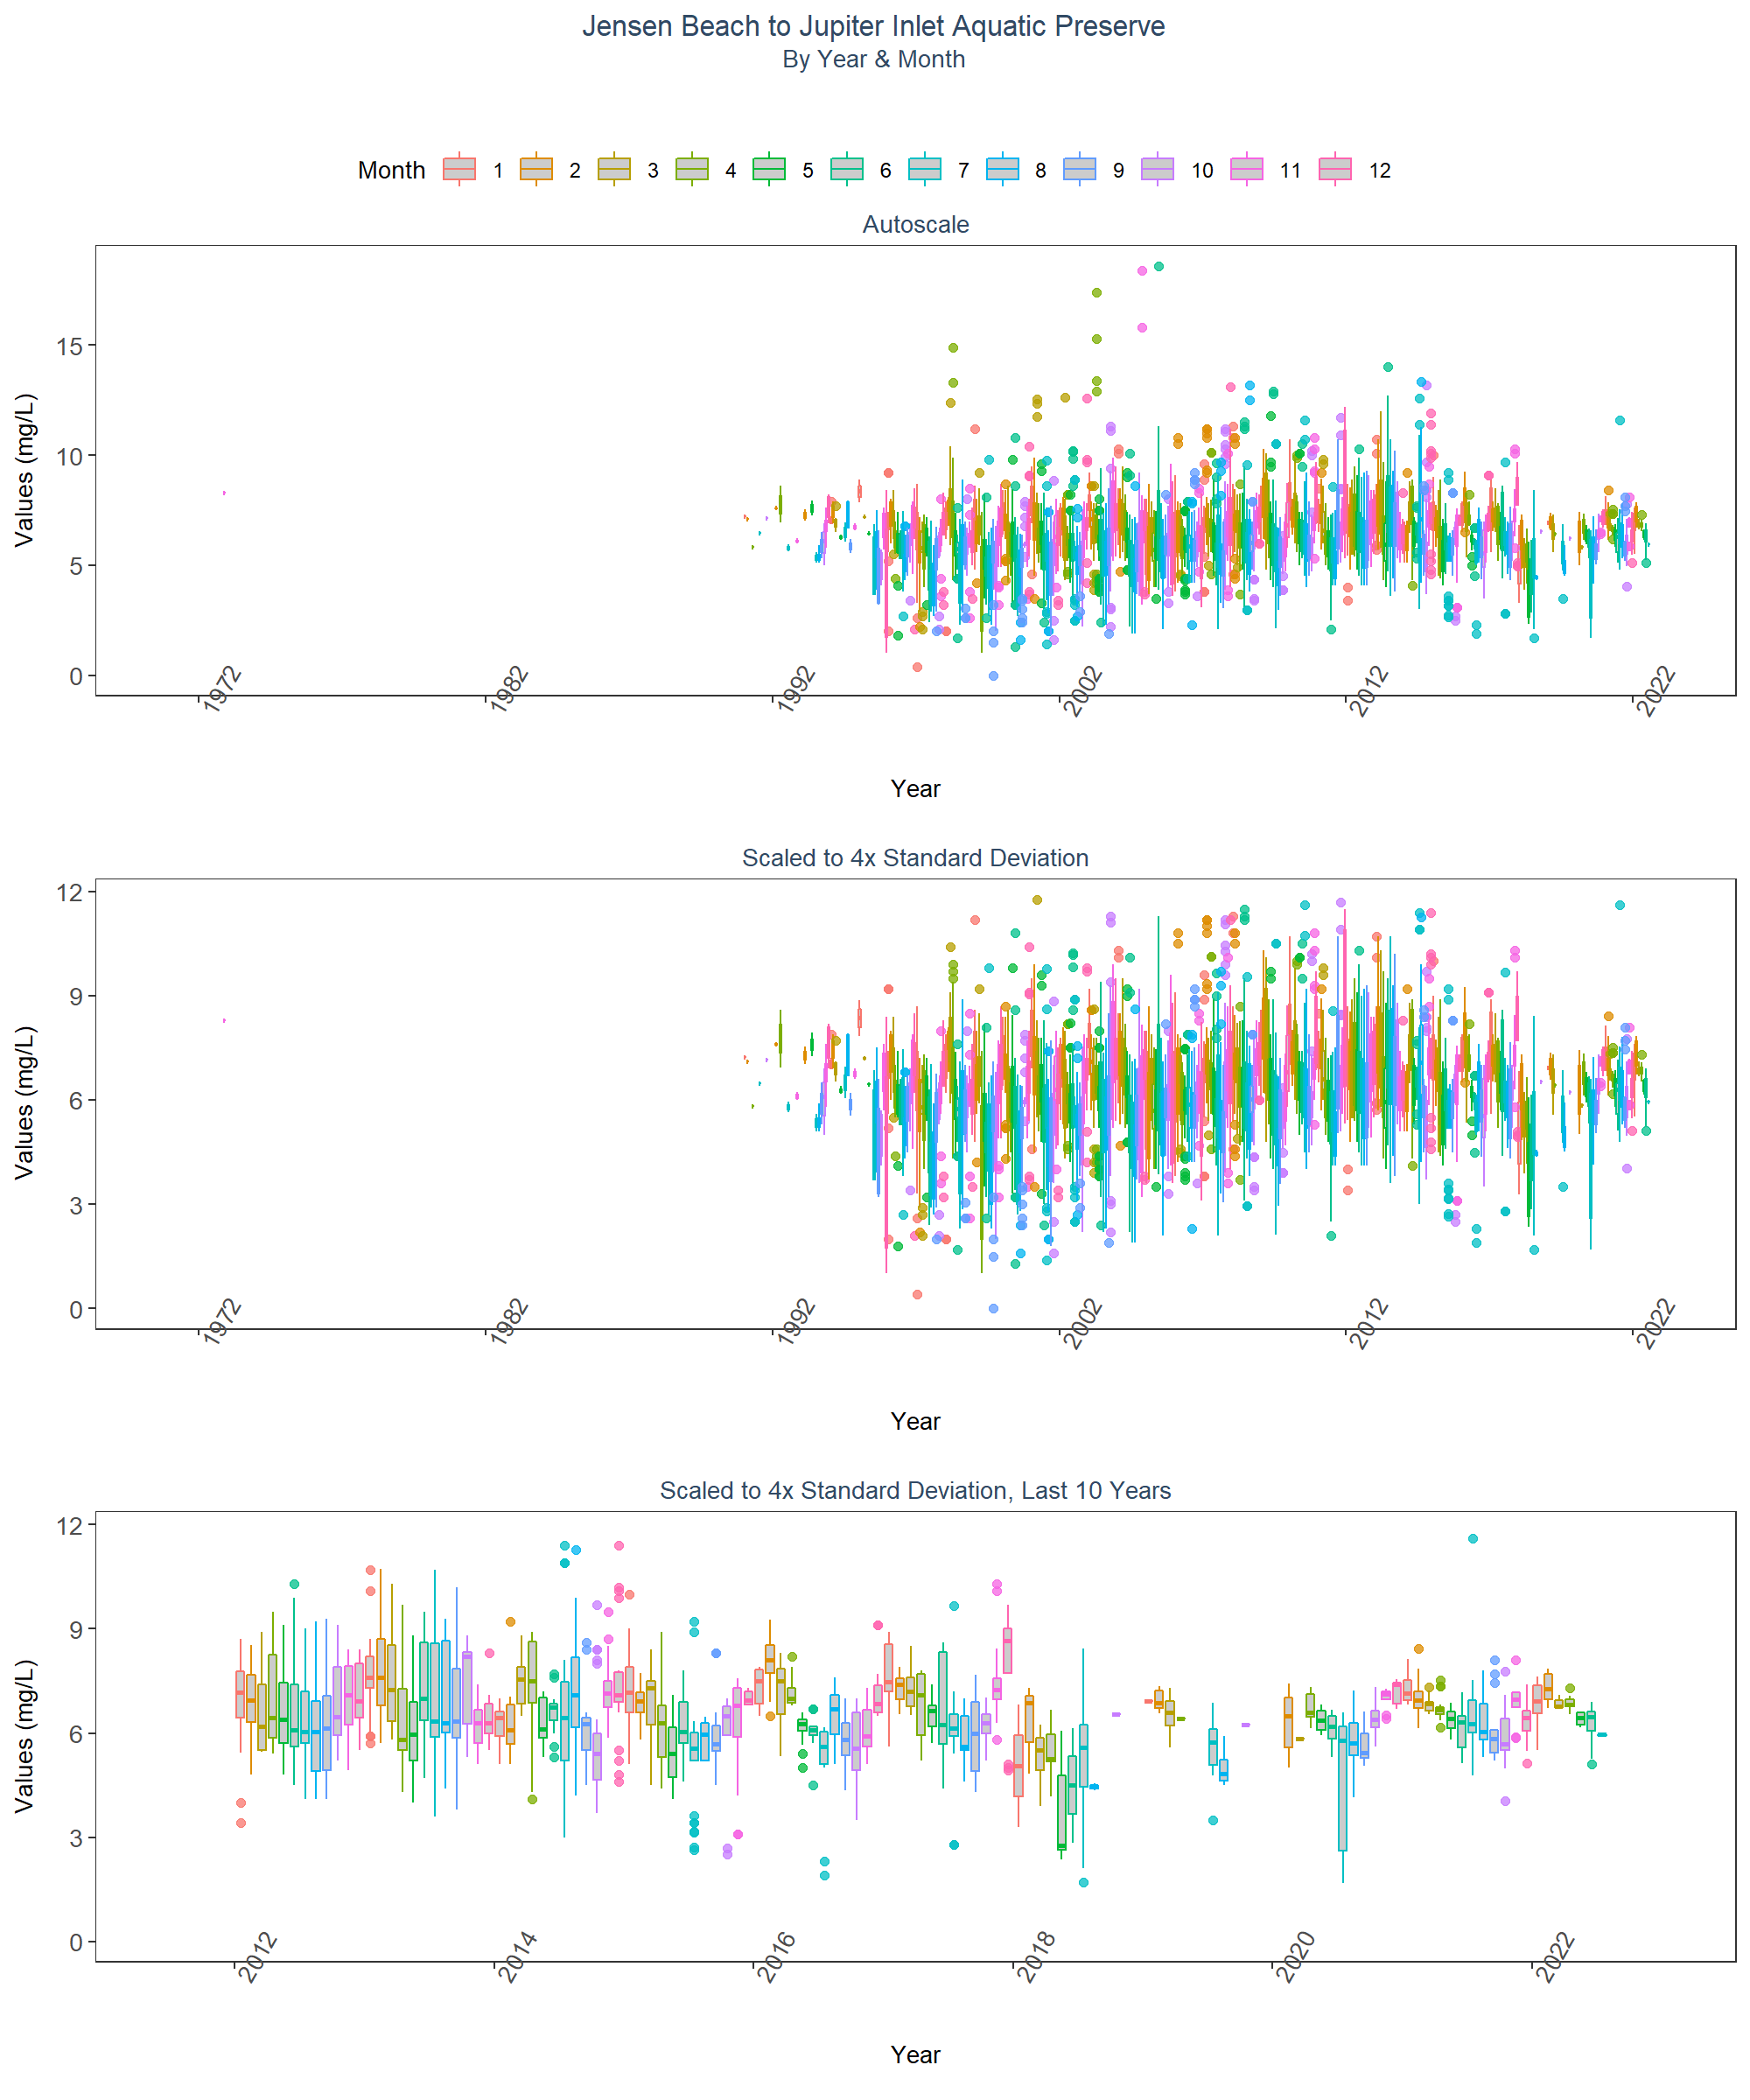 Jensen Beach to Jupiter Inlet Aquatic Preserve
By Year & Month
Month 1 2 3 4 5 6 7 8 9 10 11 12
Autoscale
Values (mg/L)
15
10
5
0
1972 1982 1992 2002 2012 2022
Year
Scaled to 4x Standard Deviation
Values (mg/L)
12
9
6
3
0
1972 1982 1992 2002 2012 2022
Year
Scaled to 4x Standard Deviation, Last 10 Years
Values (mg/L)
12
9
6
3
0
2012 2014 2016 2018 2020 2022
Year